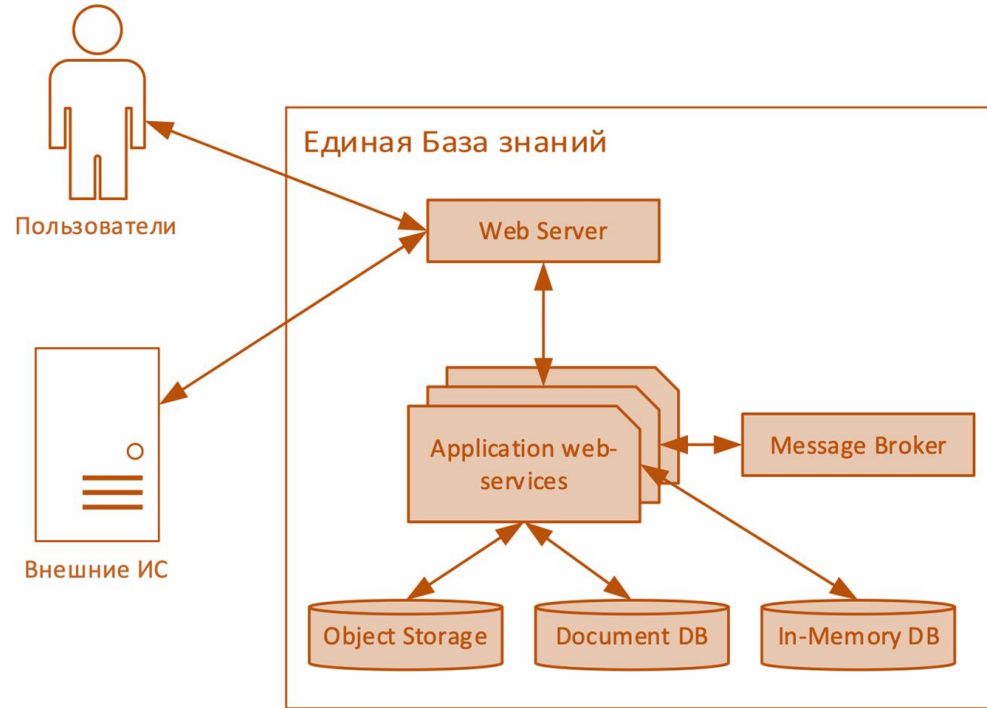 Единая База знаний
Пользователи
Web Server
Application web-
services
Message Broker
Внешние ИС
Object Storage
Document DB
In-Memory DB